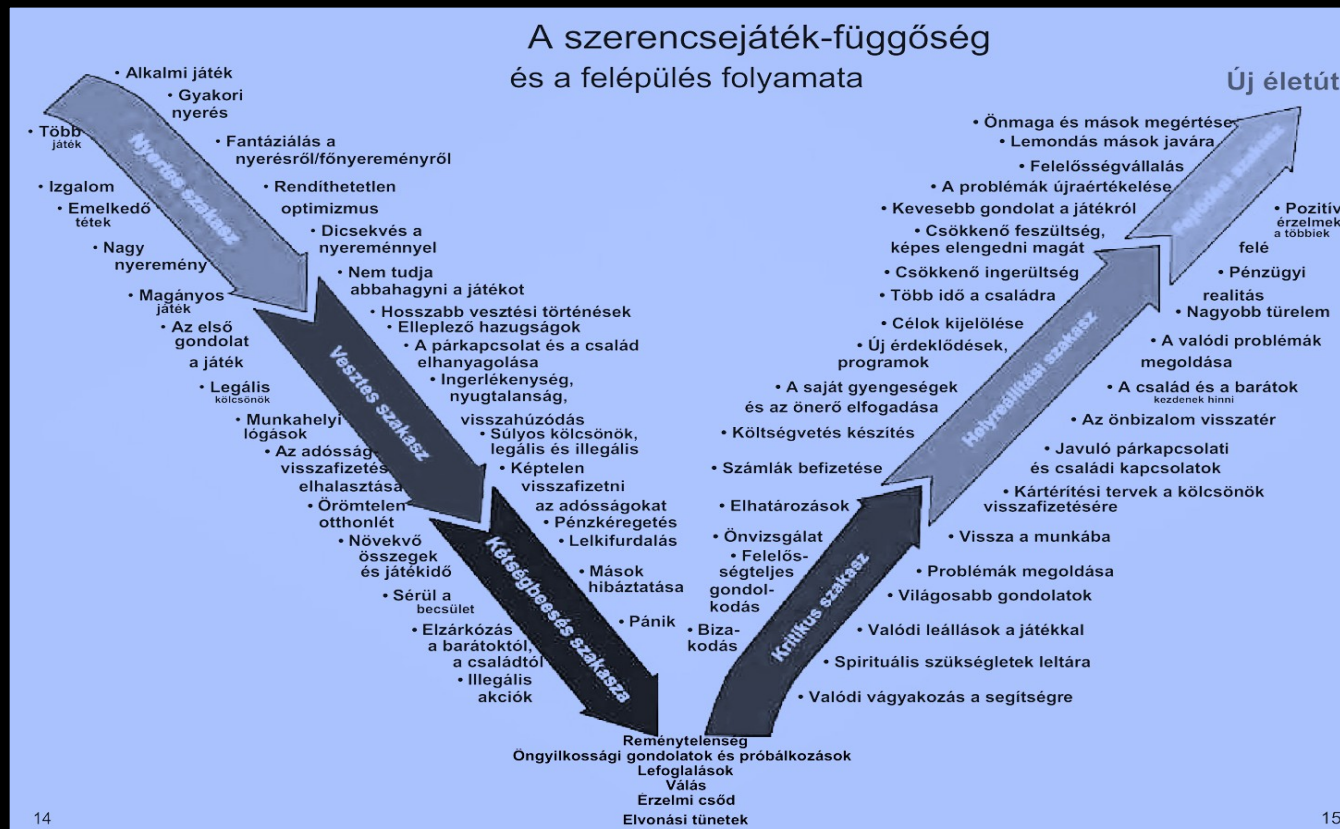 A szerencsejáték-függőség
és a felépülés folyamata
Új életút
• Alkalmi játék
• Gyakori
nyerés
• Több
játék
• Fantáziálás a
nyerésről/főnyereményről
• Izgalom
• Rendíthetetlen
optimizmus
• Emelkedő
tétek
• Dicsekvés a
nyereménnyel
• Nagy
nyeremény
• Nem tudja
abbahagyni a játékot
Nyertes szakasz
• Magányos
játék
• Hosszabb vesztési történések
• Elleplező hazugságok
• Az első
gondolat
a játék
• A párkapcsolat és a család
elhanyagolása
• Legális
kölcsönök
• Ingerlékenység,
nyugtalanság,
visszahúzódás
• Munkahelyi
lógások
• Súlyos kölcsönök,
legális és illegális
• Az adósság
visszafizetés
elhalasztása
• Képtelen
visszafizetni
az adósságokat
Vesztes szakasz
• Örömtelen
otthonlét
• Pénzkéregetés
• Lelkifurdalás
• Növekvő
összegek
és játékidő
• Mások
hibáztatása
• Sérül a
becsület
• Pánik
• Elzárkózás
a barátoktól,
a családtól
• Illegális
akciók
Kétségbeesés szakasza
Reménytelenség
Öngyilkossági gondolatok és próbálkozások
Lefoglalások
Válás
Érzelmi csőd
Elvonási tünetek
• Önmaga és mások megértése
• Lemondás mások javára
• Felelősségvállalás
• A problémák újraértékelése
• Kevesebb gondolat a játékról
• Csökkenő feszültség,
képes elengedni magát
• Csökkenő ingerültség
• Több idő a családra
• Célok kijelölése
• Új érdeklődések,
programok
• A saját gyengeségek
és az önerő elfogadása
• Költségvetés készítés
• Számlák befizetése
• Elhatározások
• Önvizsgálat
• Felelős-
ségteljes
gondol-
kodás
• Biza-
kodás
Fejlődési szakasz
Helyreállítási szakasz
Kritikus szakasz
• Pozitív
érzelmek
a többiek
felé
• Pénzügyi
realitás
• Nagyobb türelem
• A valódi problémák
megoldása
• A család és a barátok
kezdenek hinni
• Az önbizalom visszatér
• Javuló párkapcsolati
és családi kapcsolatok
• Kártérítési tervek a kölcsönök
visszafizetésére
• Vissza a munkába
• Problémák megoldása
• Világosabb gondolatok
• Valódi leállások a játékkal
• Spirituális szükségletek leltára
• Valódi vágyakozás a segítségre
14
15